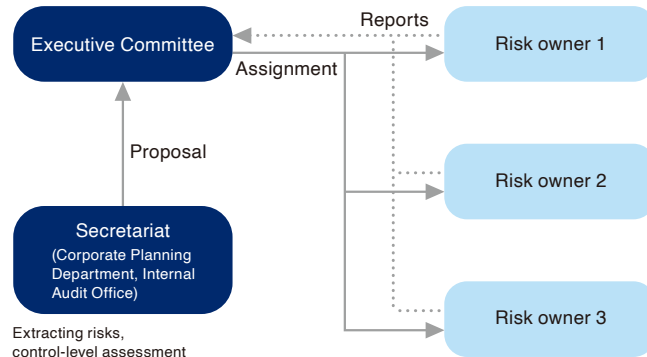 Reports
Executive Committee
Risk owner 1
Assignment
Proposal
Risk owner 2
Secretariat
(Corporate Planning
Department, Internal
Audit Office)
Risk owner 3
Extracting risks,
control-level assessment